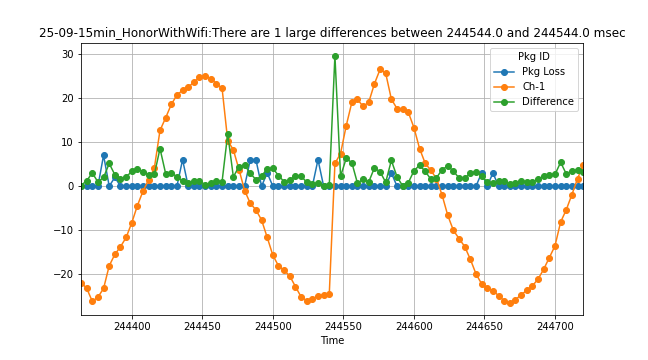 25-09-15min_HonorWithWifi:There are 1 large differences between 244544.0 and 244544.0 msec
Pkg ID
Pkg Loss
Ch-1
Difference
30
20
10
0
−10
−20
244400 244450 244500 244550 244600 244650 244700
Time